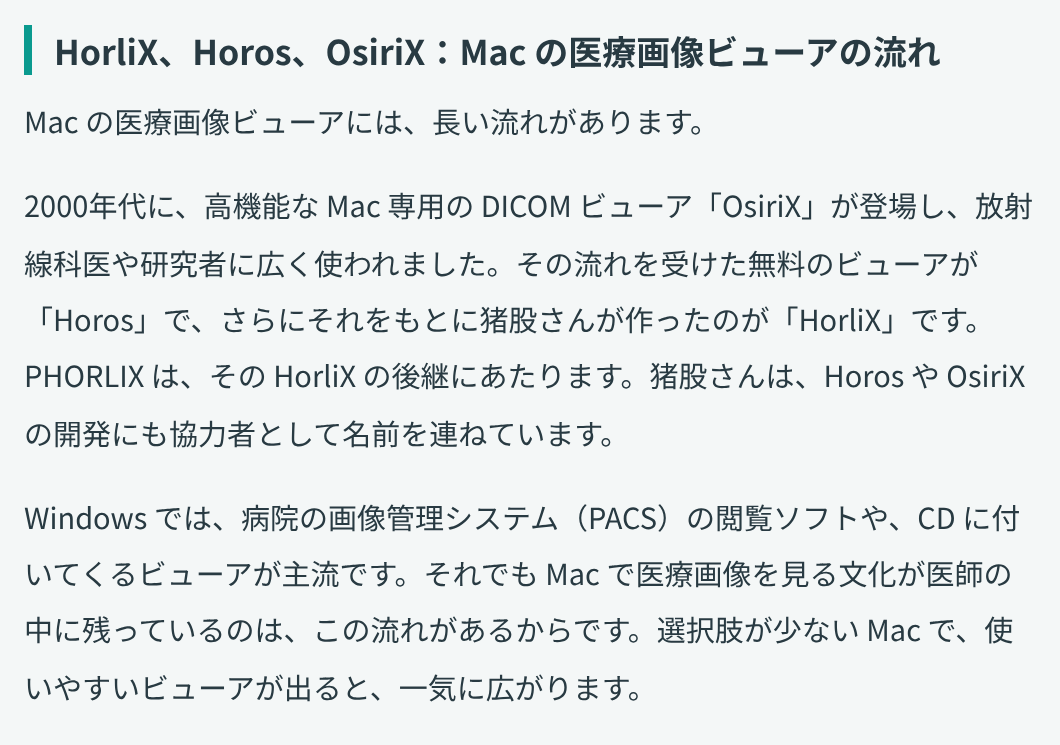 HorliX、Horos、OsiriX：Mac の医療画像ビューアの流れ
Mac の医療画像ビューアには、長い流れがあります。
2000年代に、高機能な Mac 専用の DICOM ビューア「OsiriX」が登場し、放射
線科医や研究者に広く使われました。その流れを受けた無料のビューアが
「Horos」で、さらにそれをもとに猪股さんが作ったのが「HorliX」です。
PHORLIX は、その HorliX の後継にあたります。猪股さんは、Horos や OsiriX
の開発にも協力者として名前を連ねています。
Windows では、病院の画像管理システム（PACS）の閲覧ソフトや、CD に付
いてくるビューアが主流です。それでも Mac で医療画像を見る文化が医師の
中に残っているのは、この流れがあるからです。選択肢が少ない Mac で、使
いやすいビューアが出ると、一気に広がります。